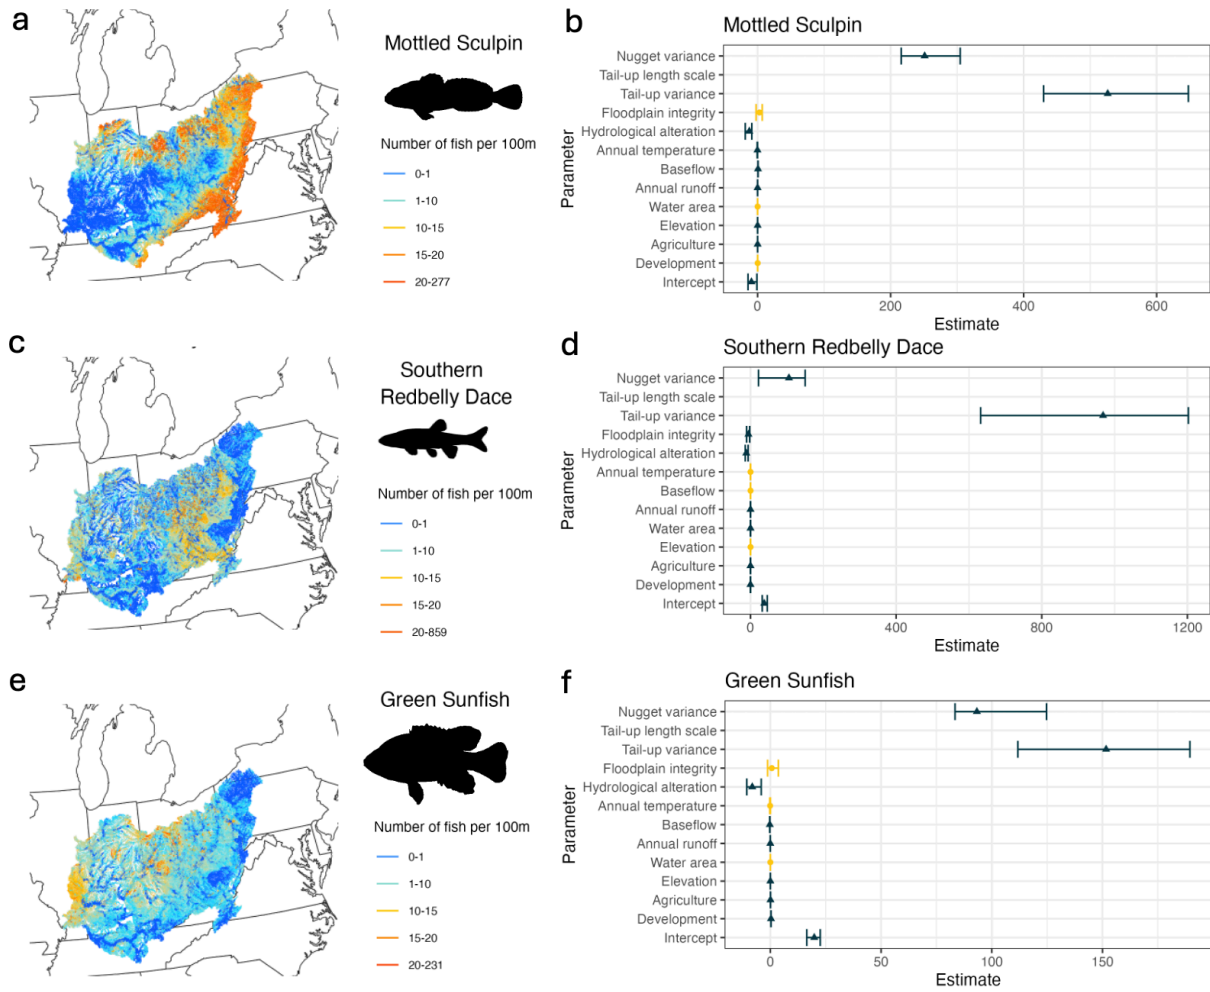 a
Mottled Sculpin
Number of fish per 100m
0-1
1-10
10-15
15-20
20-277
b
Mottled Sculpin
Parameter
Nugget variance
Tail-up length scale
Tail-up variance
Floodplain integrity
Hydrological alteration
Annual temperature
Baseflow
Annual runoff
Water area
Elevation
Agriculture
Development
Intercept
0 200 400 600
Estimate
c
Southern
Redbelly Dace
Number of fish per 100m
0-1
1-10
10-15
15-20
20-859
d
Southern Redbelly Dace
Parameter
Nugget variance
Tail-up length scale
Tail-up variance
Floodplain integrity
Hydrological alteration
Annual temperature
Baseflow
Annual runoff
Water area
Elevation
Agriculture
Development
Intercept
0 400 800 1200
Estimate
e
Green Sunfish
Number of fish per 100m
0-1
1-10
10-15
15-20
20-231
f
Green Sunfish
Parameter
Nugget variance
Tail-up length scale
Tail-up variance
Floodplain integrity
Hydrological alteration
Annual temperature
Baseflow
Annual runoff
Water area
Elevation
Agriculture
Development
Intercept
0 50 100 150
Estimate